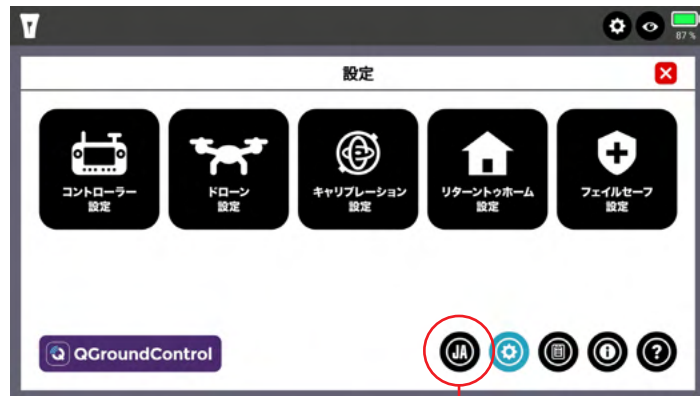 87 %
設定
コントローラー
設定
ドローン
設定
キャリブレーション
設定
リターントゥホーム
設定
フェイルセーフ
設定
QGroundControl
JA
?